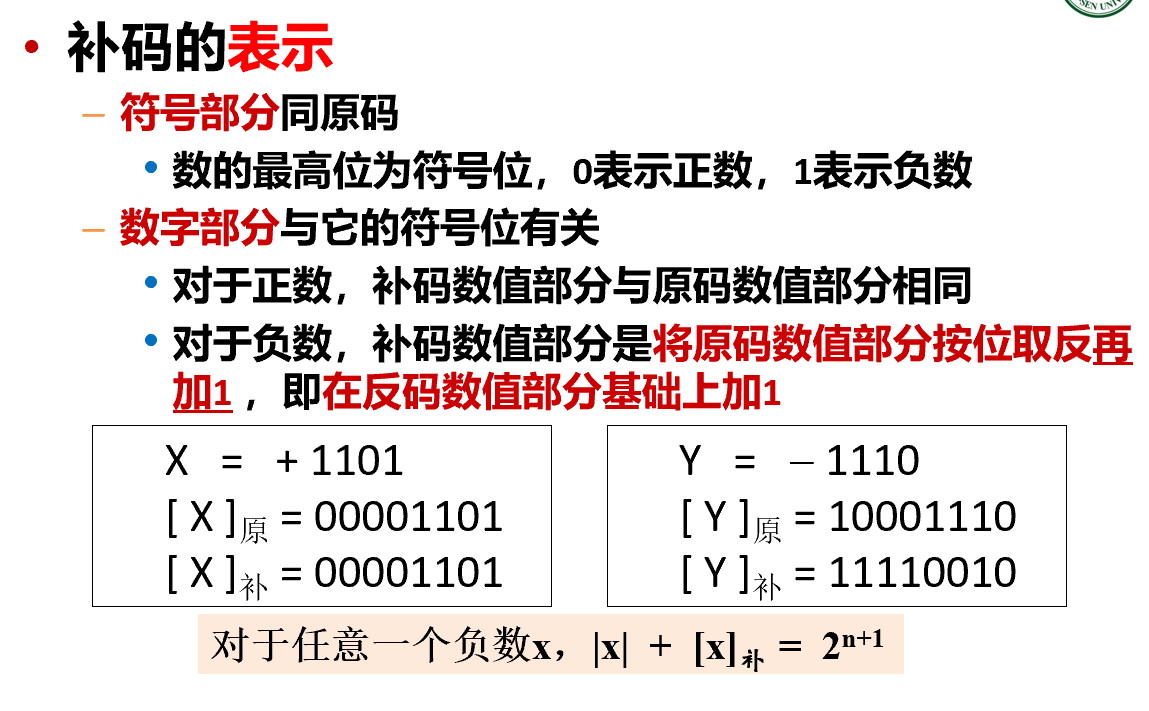 SEN UNIV
• 补码的表示
– 符号部分同原码
• 数的最高位为符号位，0表示正数，1表示负数
– 数字部分与它的符号位有关
• 对于正数，补码数值部分与原码数值部分相同
• 对于负数，补码数值部分是将原码数值部分按位取反再
加1 ，即在反码数值部分基础上加1
X = + 1101
[ X ]原 = 00001101
[ X ]补 = 00001101
Y = – 1110
[ Y ]原 = 10001110
[ Y ]补 = 11110010
对于任意一个负数x，|x| + [x]补 = 2ⁿ⁺¹